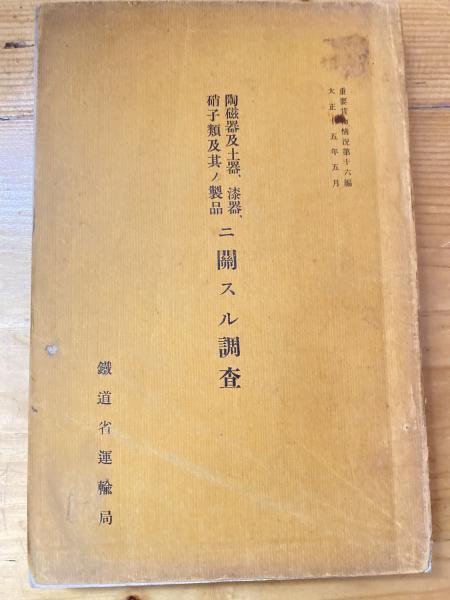 重要貨物情況第十六編
大正十五年五月
陶磁器及土器、漆器、
硝子類及其ノ製品
ニ關スル調査
鐵道省運輸局